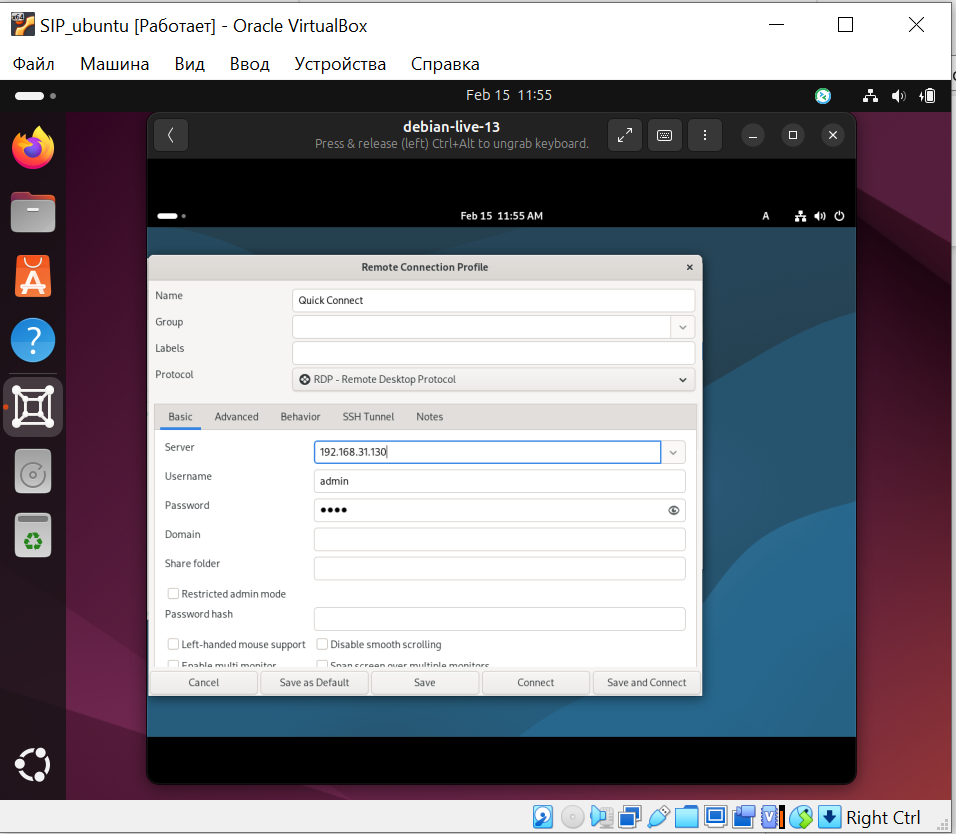 SIP_ubuntu [Работает] - Oracle VirtualBox
Файл Машина Вид Ввод Устройства Справка
Feb 15 11:55
debian-live-13
Press & release (left) Ctrl+Alt to ungrab keyboard.
Feb 15 11:55 AM
A
Remote Connection Profile
Name
Quick Connect
Group
Labels
Protocol
RDP - Remote Desktop Protocol
Basic Advanced Behavior SSH Tunnel Notes
Server
192.168.31.130
Username
admin
Password
Domain
Share folder
Restricted admin mode
Password hash
Left-handed mouse support
Disable smooth scrolling
Enable multi monitor
Span screen over multiple monitors
Cancel Save as Default Save Connect Save and Connect
Right Ctrl